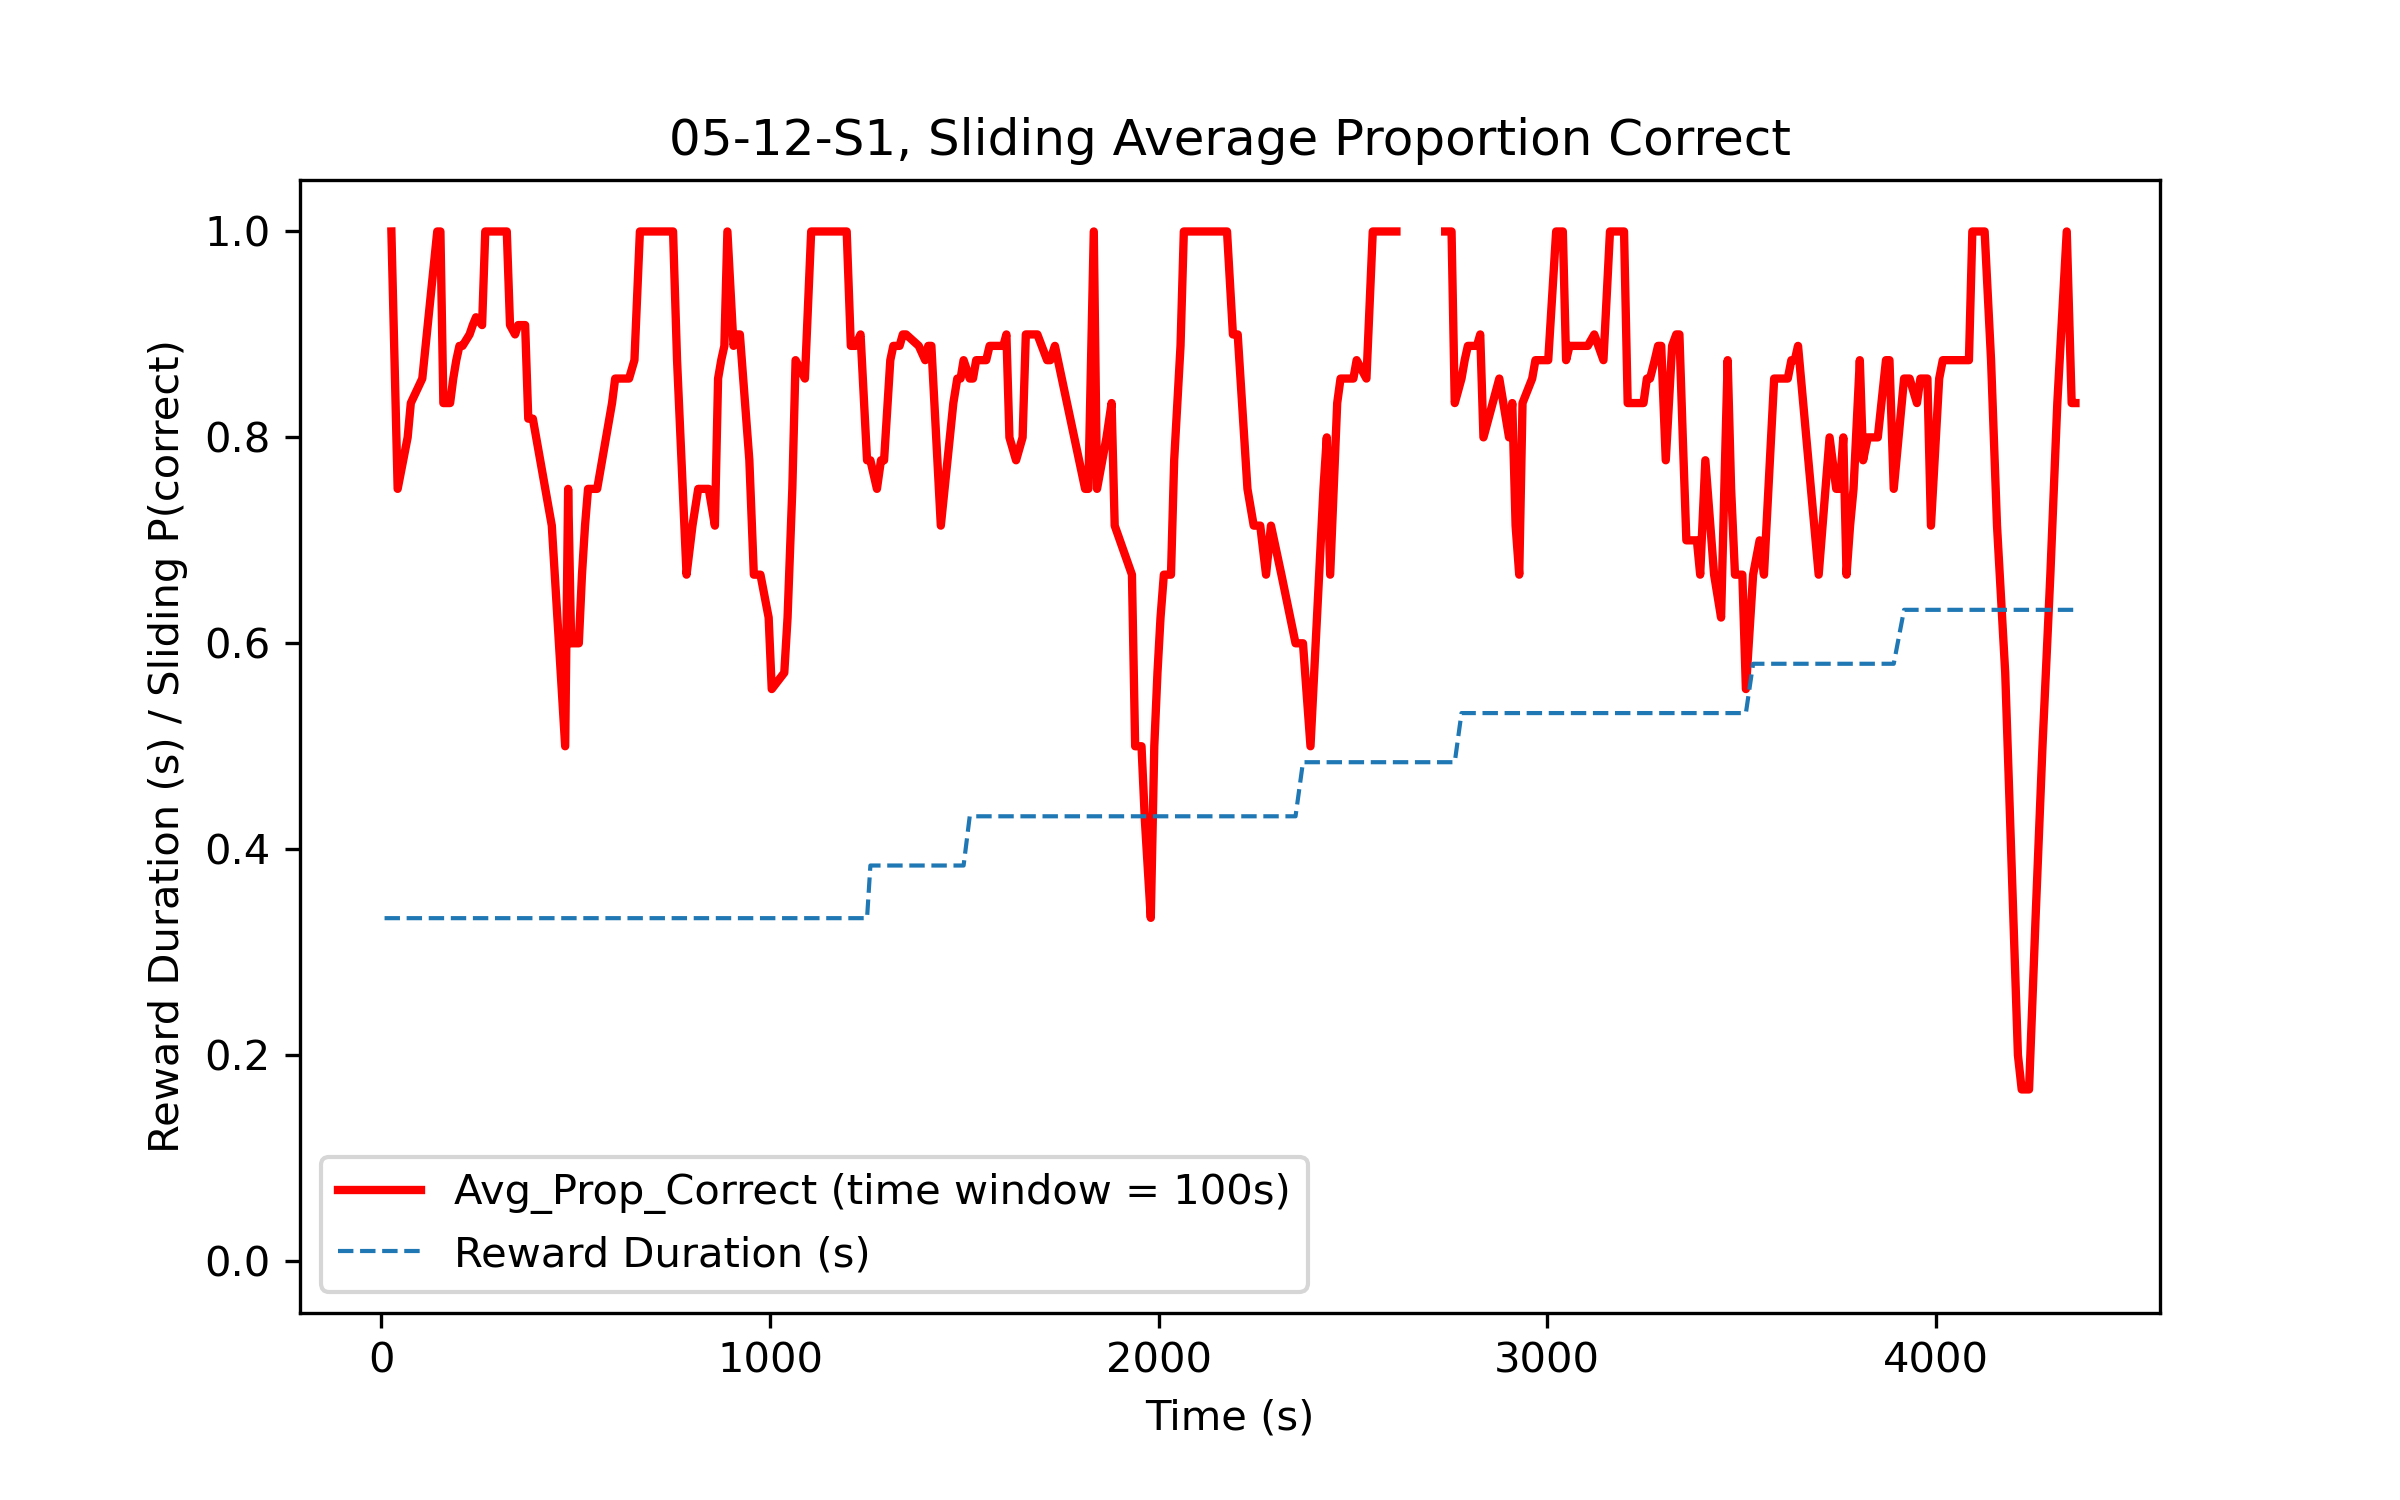 05-12-S1, Sliding Average Proportion Correct
Reward Duration (s) / Sliding P(correct)
1.0
0.8
0.6
0.4
0.2
0.0
Avg_Prop_Correct (time window = 100s)
Reward Duration (s)
0 1000 2000 3000 4000
Time (s)